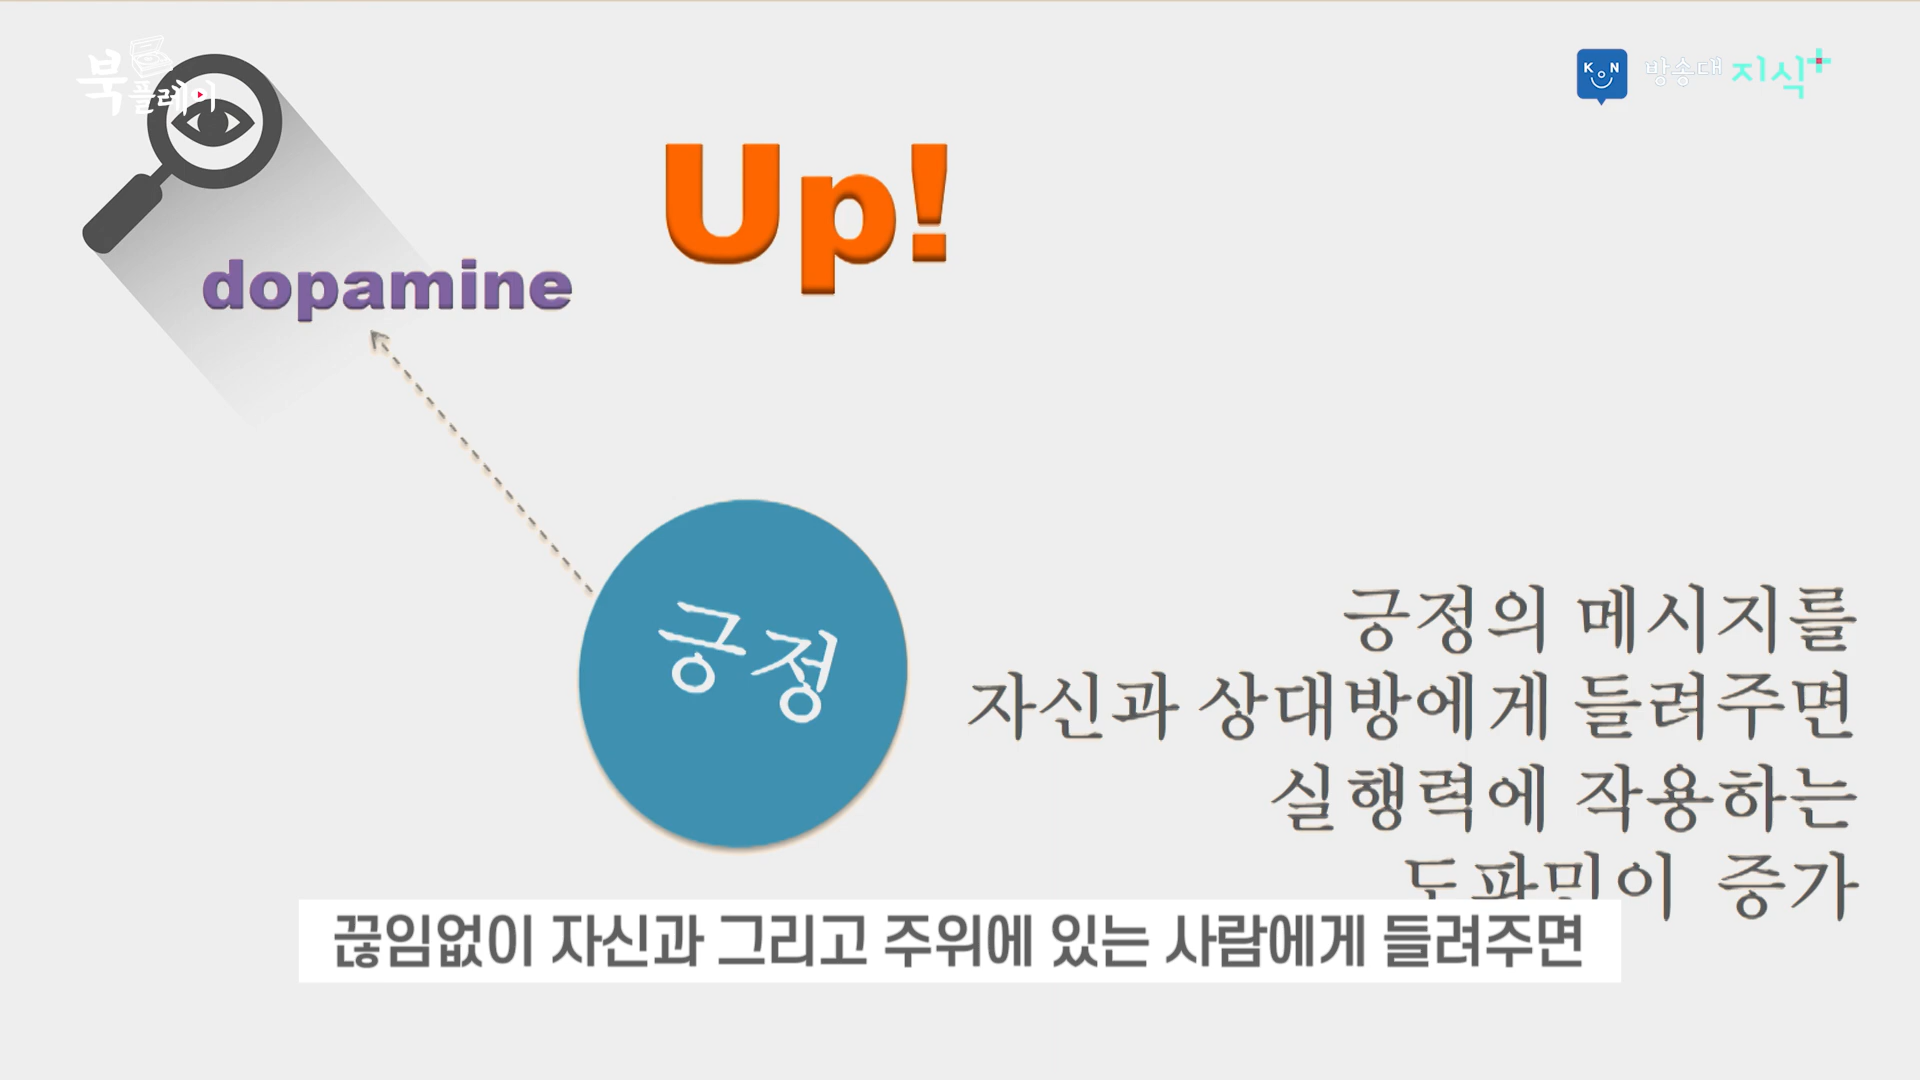 북플레이
KON 방송대 지식+
Up!
dopamine
긍정
긍정의 메시지를
자신과 상대방에게 들려주면
실행력에 작용하는
도파민이 증가
끊임없이 자신과 그리고 주위에 있는 사람에게 들려주면